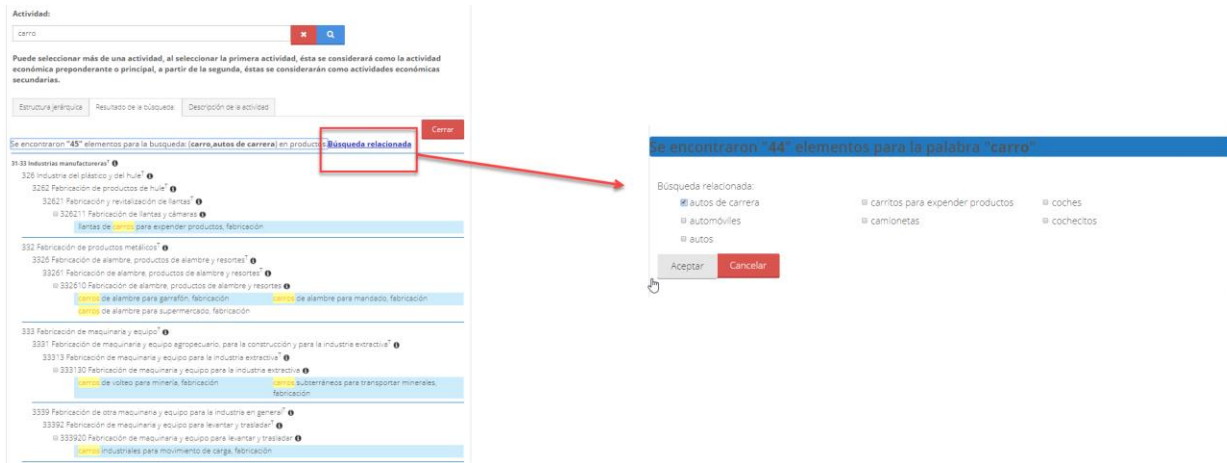 Actividad:
carro
Puede seleccionar más de una actividad, al seleccionar la primera actividad, ésta se considerará como la actividad
económica preponderante o principal, a partir de la segunda, éstas se considerarán como actividades económicas
secundarias.
Estructura jerárquica Resultado de la búsqueda Descripción de la actividad
Cerrar
Se encontraron "45" elementos para la busqueda: (carro,autos de carrera) en productos. Búsqueda relacionada
31-33 Industrias manufactureras T
326 Industria del plástico y del hule T
3262 Fabricación de productos de hule T
32621 Fabricación y revitalización de llantas T
326211 Fabricación de llantas y cámaras
llantas de carros para expender productos, fabricación
332 Fabricación de productos metálicos T
3326 Fabricación de alambre, productos de alambre y resortes T
33261 Fabricación de alambre, productos de alambre y resortes T
332610 Fabricación de alambre, productos de alambre y resortes
carros de alambre para garrafón, fabricación carros de alambre para mandado, fabricación
carros de alambre para supermercado, fabricación
333 Fabricación de maquinaria y equipo T
3331 Fabricación de maquinaria y equipo agropecuario, para la construcción y para la industria extractiva T
33313 Fabricación de maquinaria y equipo para la industria extractiva T
333130 Fabricación de maquinaria y equipo para la industria extractiva
carros de volteo para minería, fabricación carros subterráneos para transportar minerales,
fabricación
3339 Fabricación de otra maquinaria y equipo para la industria en general T
33392 Fabricación de maquinaria y equipo para levantar y trasladar T
333920 Fabricación de maquinaria y equipo para levantar y trasladar
carros industriales para movimiento de carga, fabricación
Se encontraron "44" elementos para la palabra "carro"
Búsqueda relacionada:
autos de carrera carritos para expender productos coches
automóviles camionetas cochecitos
autos
Aceptar Cancelar